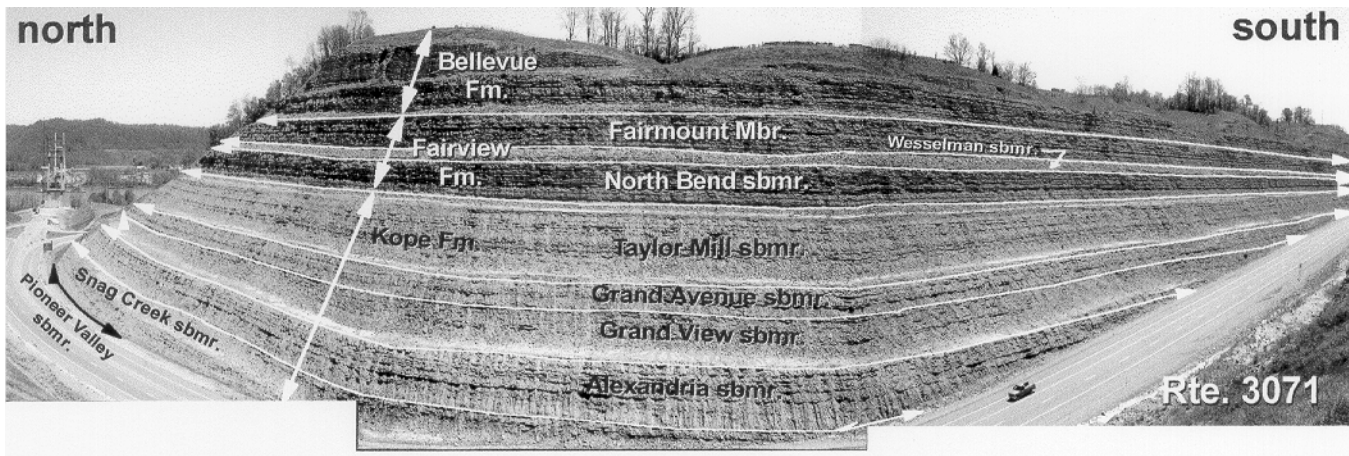 north
south
Bellevue
Fm.
Fairmount Mbr.
Wesselman sbmr.
Fairview
Fm.
North Bend sbmr.
Kope Fm.
Taylor Mill sbmr.
Grand Avenue sbmr.
Grand View sbmr.
Snag Creek sbmr.
Pioneer Valley
sbmr.
Alexandria sbmr.
Rte. 3071